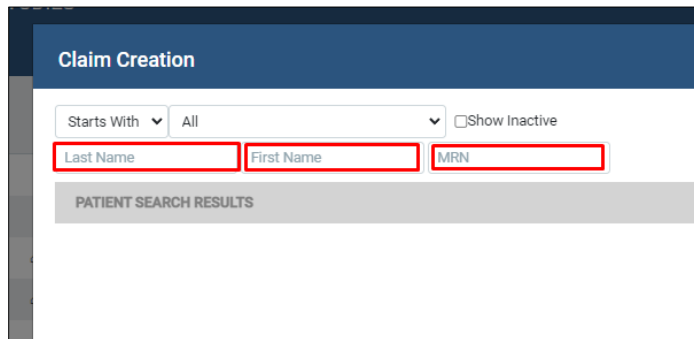 Claim Creation
Starts With All Show Inactive
Last Name First Name MRN
PATIENT SEARCH RESULTS